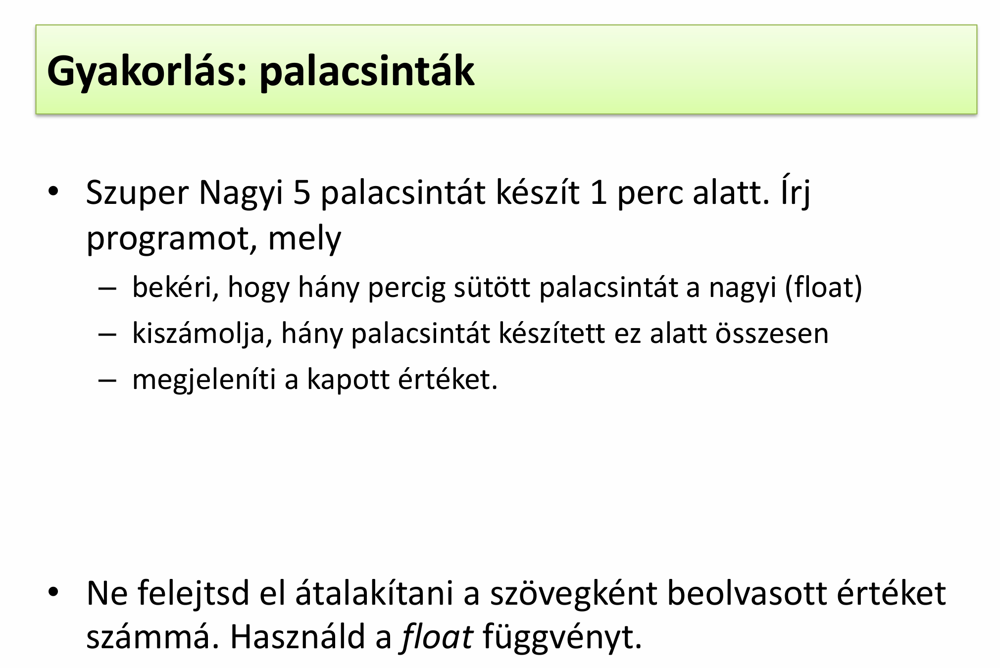 Gyakorlás: palacsinták
• Szuper Nagyi 5 palacsintát készít 1 perc alatt. Írj
programot, mely
– bekéri, hogy hány percig sütött palacsintát a nagyi (float)
– kiszámolja, hány palacsintát készített ez alatt összesen
– megjeleníti a kapott értéket.
• Ne felejtsd el átalakítani a szövegként beolvasott értéket
számmá. Használd a float függvényt.